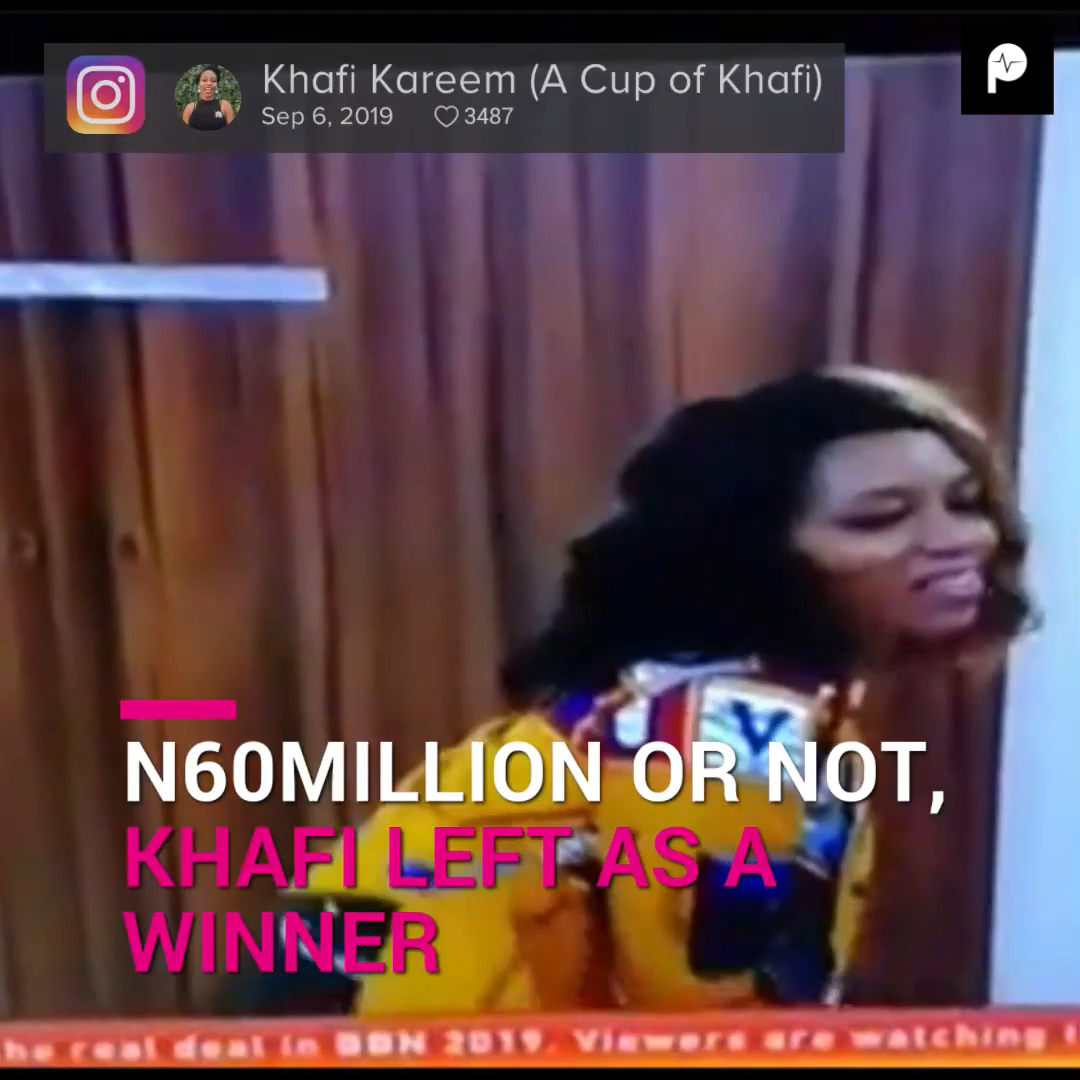 Khafi Kareem (A Cup of Khafi)
Sep 6, 2019 3487
N60MILLION OR NOT,
KHAFI LEFT AS A
WINNER
he real deal in BBN 2019. Viewers are watching